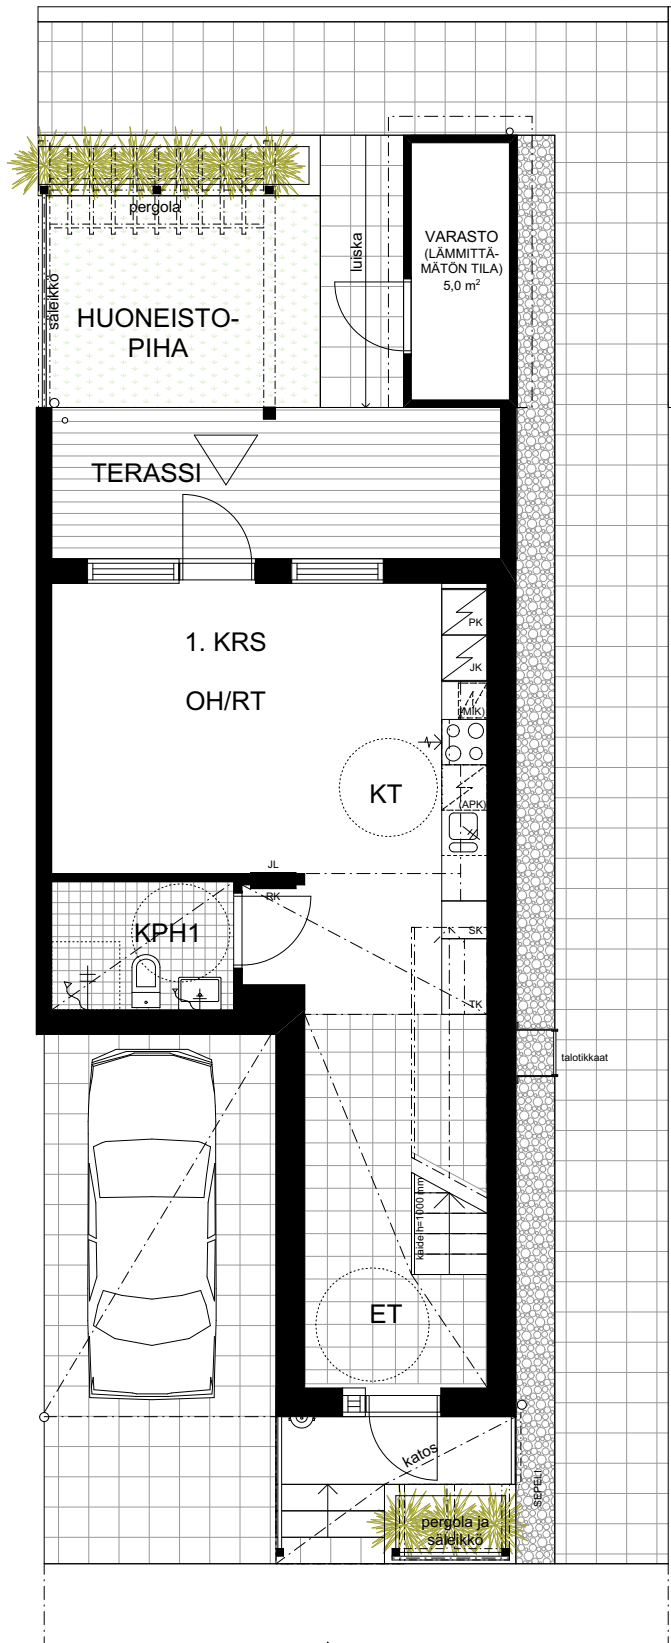 pergola
säleikkö
luiska
VARASTO
(LÄMMITTÄ-
MÄTÖN TILA)
5,0 m²
HUONEISTO-
PIHA
TERASSI
1. KRS
OH/RT
PK
JK
(MIK)
KT
(APK)
JL
RK
KPH1
SK
TK
talotikkaat
kaide h=1000 mm
ET
katos
SEPELI
pergola ja
säleikkö